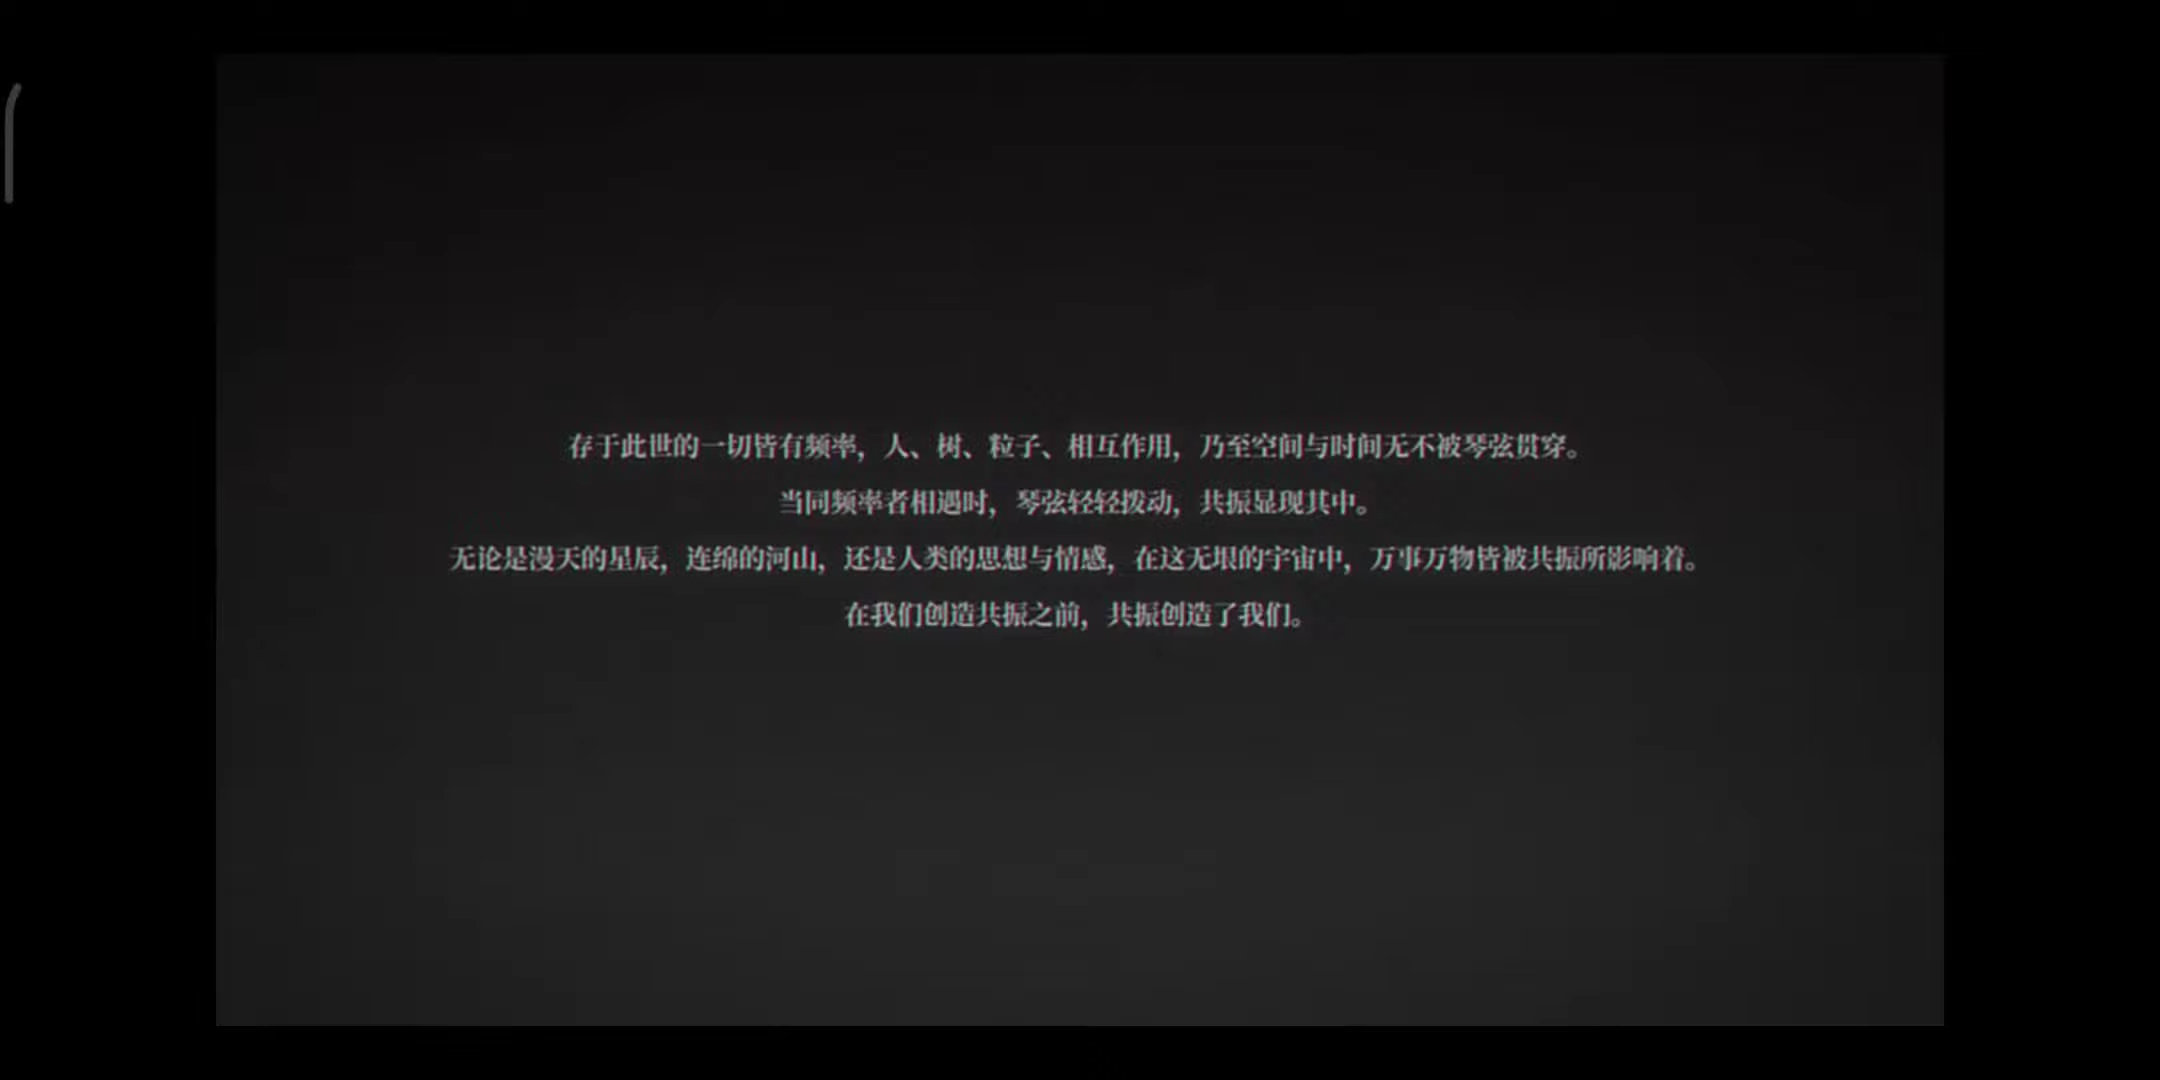 存于此世的一切皆有频率，人、树、粒子、相互作用，乃至空间与时间无不被琴弦贯穿。
当同频率者相遇时，琴弦轻轻拨动，共振显现其中。
无论是漫天的星辰，连绵的河山，还是人类的思想与情感，在这无垠的宇宙中，万事万物皆被共振所影响着。
在我们创造共振之前，共振创造了我们。